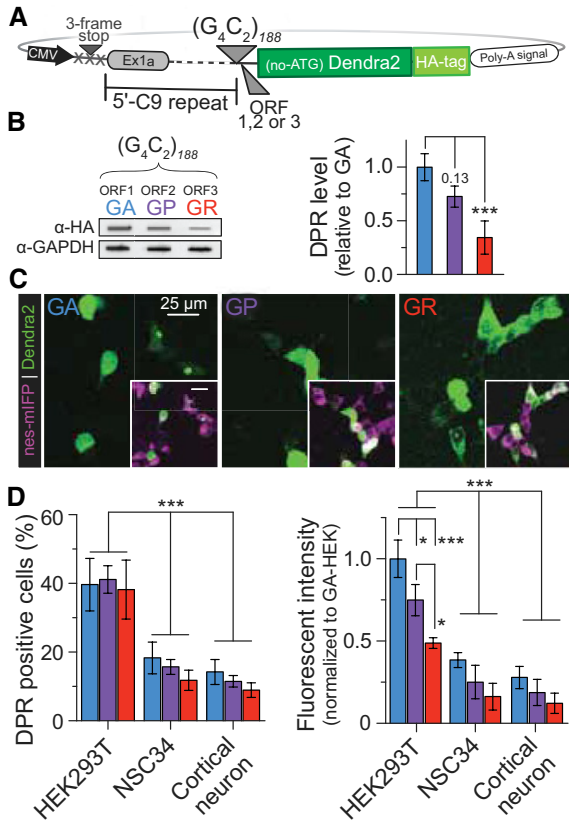 A
3-frame
stop
(G4C2)188
CMV
XXX
Ex1a
(no-ATG) Dendra2
HA-tag
Poly-A signal
5'-C9 repeat
ORF
1,2 or 3
B
(G4C2)188
ORF1 ORF2 ORF3
GA GP GR
α-HA
α-GAPDH
DPR level
(relative to GA)
1.0
0.5
0.0
0.13
***
C
nes-mIFP | Dendra2
GA
25 µm
GP
GR
D
DPR positive cells (%)
60
40
20
0
***
HEK293T
NSC34
Cortical
neuron
Fluorescent intensity
(normalized to GA-HEK)
1.0
0.5
0
***
* ***
*
HEK293T
NSC34
Cortical
neuron